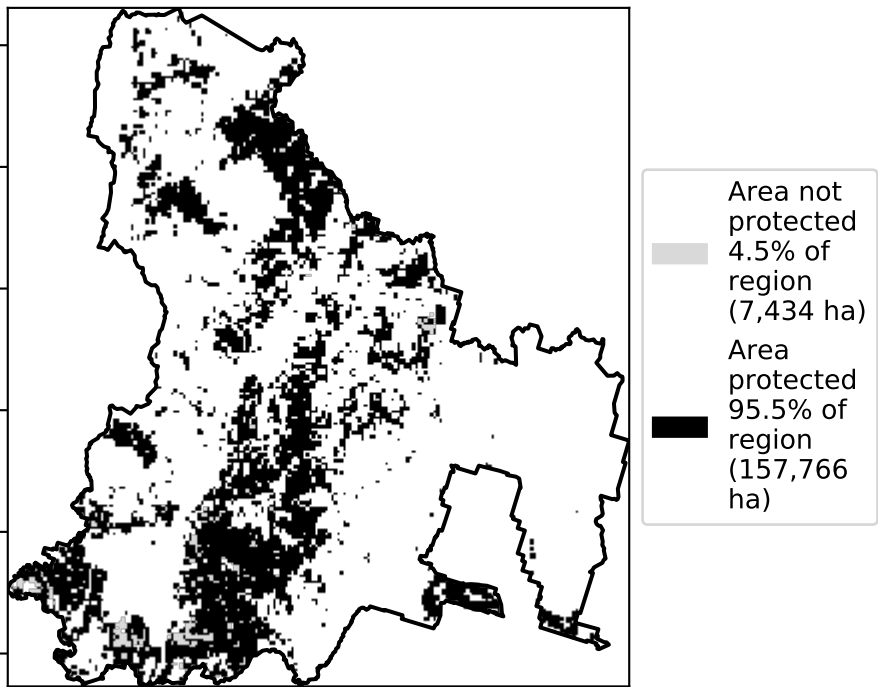 Area not
protected
4.5% of
region
(7,434 ha)
Area
protected
95.5% of
region
(157,766
ha)